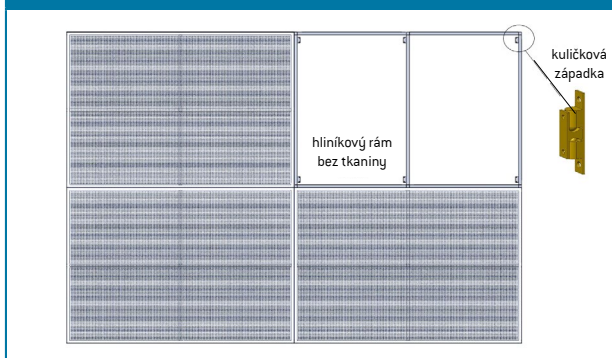 kuličková
západka
hliníkový rám
bez tkaniny